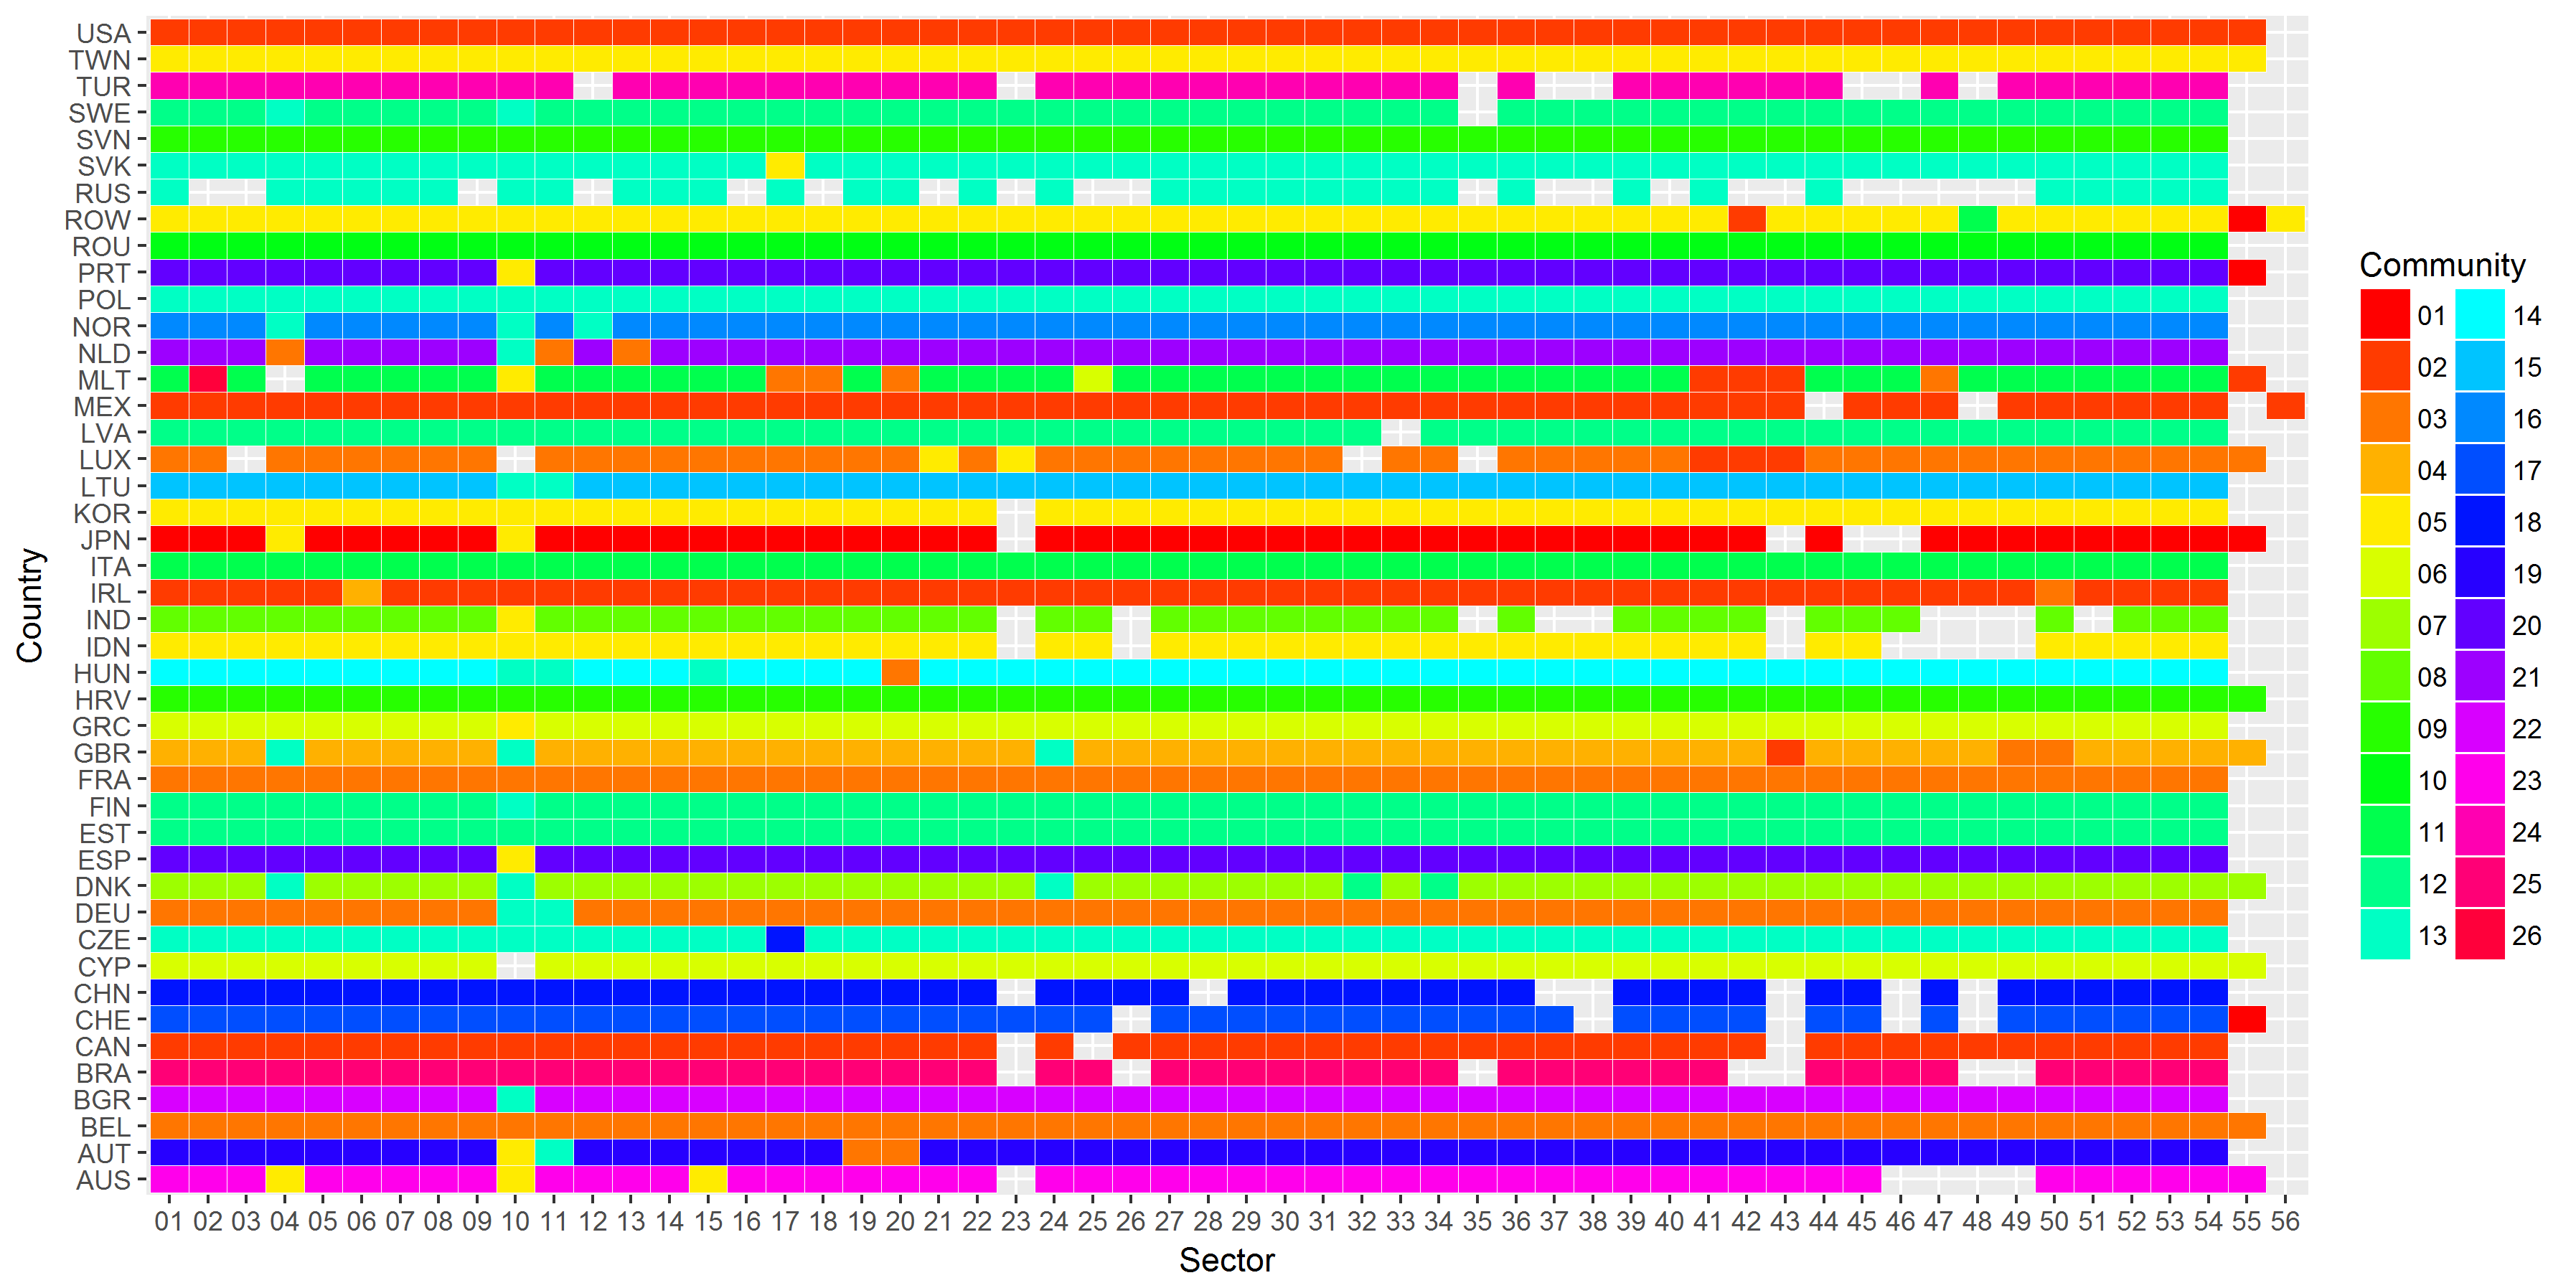 USA
TWN
TUR
SWE
SVN
SVK
RUS
ROW
ROU
PRT
POL
NOR
NLD
MLT
MEX
LVA
LUX
LTU
KOR
JPN
ITA
IRL
IND
IDN
HUN
HRV
GRC
GBR
FRA
FIN
EST
ESP
DNK
DEU
CZE
CYP
CHN
CHE
CAN
BRA
BGR
BEL
AUT
AUS
Country
01 02 03 04 05 06 07 08 09 10 11 12 13 14 15 16 17 18 19 20 21 22 23 24 25 26 27 28 29 30 31 32 33 34 35 36 37 38 39 40 41 42 43 44 45 46 47 48 49 50 51 52 53 54 55 56
Sector
Community
01 14
02 15
03 16
04 17
05 18
06 19
07 20
08 21
09 22
10 23
11 24
12 25
13 26